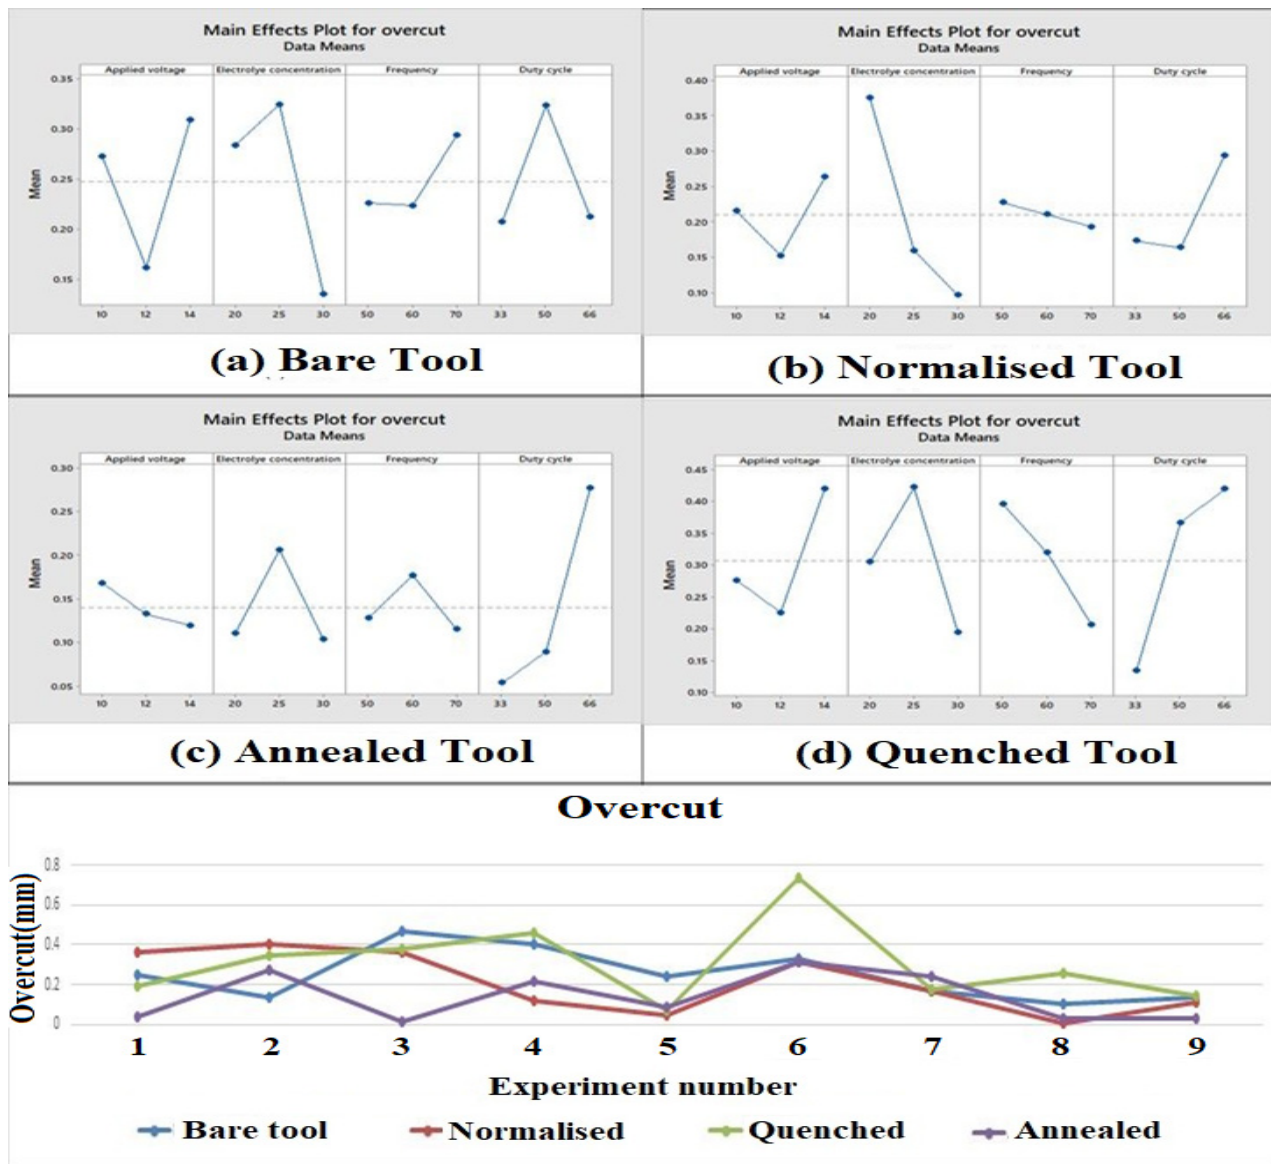 Main Effects Plot for overcut
Data Means
Applied voltage Electrolye concentration Frequency Duty cycle
0.35
0.30
0.25
0.20
0.15
Mean
10 12 14 20 25 30 50 60 70 33 50 66
(a) Bare Tool
Main Effects Plot for overcut
Data Means
Applied voltage Electrolye concentration Frequency Duty cycle
0.40
0.35
0.30
0.25
0.20
0.15
0.10
Mean
10 12 14 20 25 30 50 60 70 33 50 66
(b) Normalised Tool
Main Effects Plot for overcut
Data Means
Applied voltage Electrolye concentration Frequency Duty cycle
0.30
0.25
0.20
0.15
0.10
0.05
Mean
10 12 14 20 25 30 50 60 70 33 50 66
(c) Annealed Tool
Main Effects Plot for overcut
Data Means
Applied voltage Electrolye concentration Frequency Duty cycle
0.45
0.40
0.35
0.30
0.25
0.20
0.15
0.10
Mean
10 12 14 20 25 30 50 60 70 33 50 66
(d) Quenched Tool
Overcut
0.8
0.6
0.4
0.2
0
Overcut(mm)
1 2 3 4 5 6 7 8 9
Experiment number
Bare tool Normalised Quenched Annealed